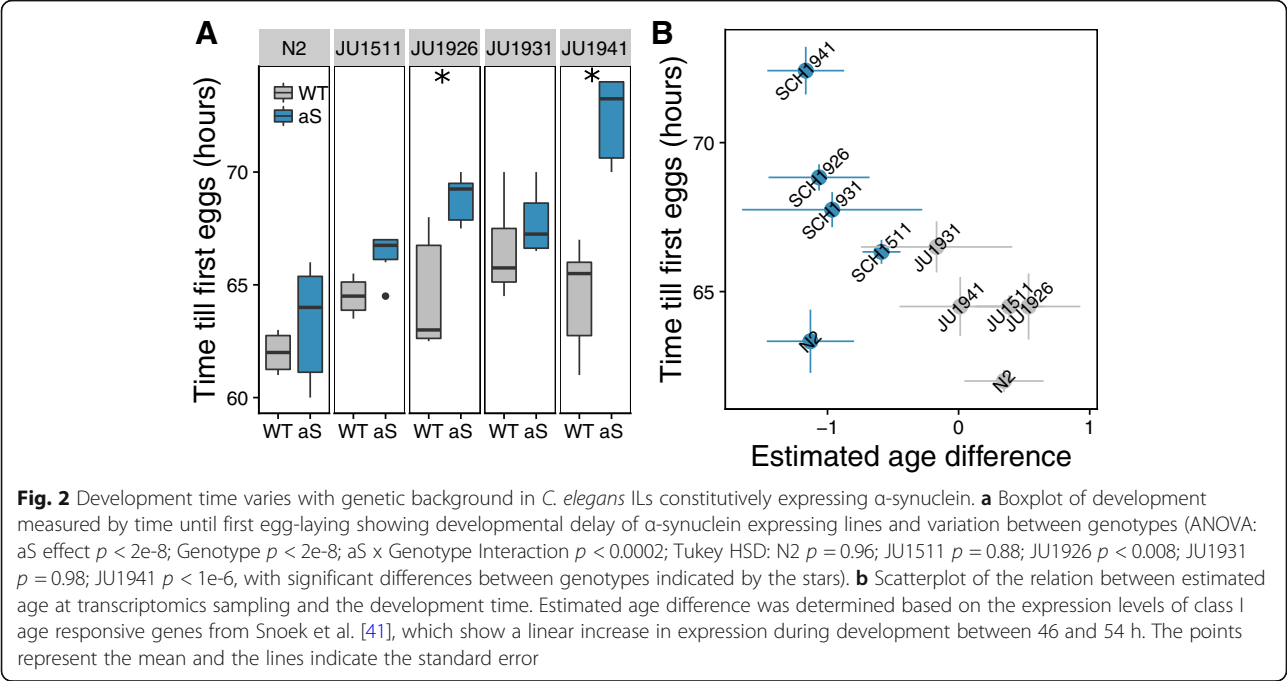 A
N2 JU1511 JU1926 JU1931 JU1941
* *
WT
aS
Time till first eggs (hours)
70
65
60
WT aS WT aS WT aS WT aS WT aS
B
Time till first eggs (hours)
70
65
SCH1941
SCH1926
SCH1931
SCH1511
JU1931
JU1941
JU1511
JU1926
N2
N2
−1 0 1
Estimated age difference
Fig. 2 Development time varies with genetic background in C. elegans ILs constitutively expressing α-synuclein. a Boxplot of development
measured by time until first egg-laying showing developmental delay of α-synuclein expressing lines and variation between genotypes (ANOVA:
aS effect p < 2e-8; Genotype p < 2e-8; aS x Genotype Interaction p < 0.0002; Tukey HSD: N2 p = 0.96; JU1511 p = 0.88; JU1926 p < 0.008; JU1931
p = 0.98; JU1941 p < 1e-6, with significant differences between genotypes indicated by the stars). b Scatterplot of the relation between estimated
age at transcriptomics sampling and the development time. Estimated age difference was determined based on the expression levels of class I
age responsive genes from Snoek et al. [41], which show a linear increase in expression during development between 46 and 54 h. The points
represent the mean and the lines indicate the standard error